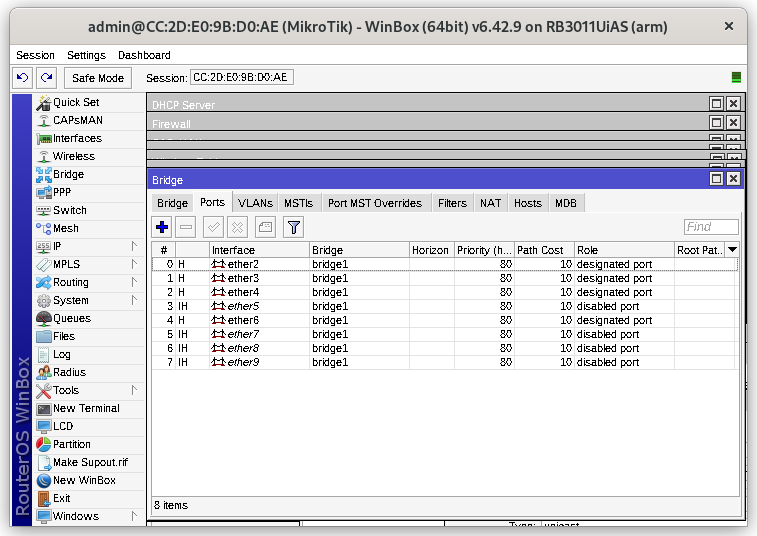 admin@CC:2D:E0:9B:D0:AE (MikroTik) - WinBox (64bit) v6.42.9 on RB3011UiAS (arm)
Session Settings Dashboard
Safe Mode Session: CC:2D:E0:9B:D0:AE
RouterOS WinBox
Quick Set
CAPsMAN
Interfaces
Wireless
Bridge
PPP
Switch
Mesh
IP
MPLS
Routing
System
Queues
Files
Log
Radius
Tools
New Terminal
LCD
Partition
Make Supout.rif
New WinBox
Exit
Windows
DHCP Server
Firewall
Bridge
Bridge Ports VLANs MSTIs Port MST Overrides Filters NAT Hosts MDB
Find
# Interface Bridge Horizon Priority (h... Path Cost Role Root Pat...
0 H ether2 bridge1 80 10 designated port
1 H ether3 bridge1 80 10 designated port
2 H ether4 bridge1 80 10 designated port
3 IH ether5 bridge1 80 10 disabled port
4 H ether6 bridge1 80 10 designated port
5 IH ether7 bridge1 80 10 disabled port
6 IH ether8 bridge1 80 10 disabled port
7 IH ether9 bridge1 80 10 disabled port
8 items
Type: unicast